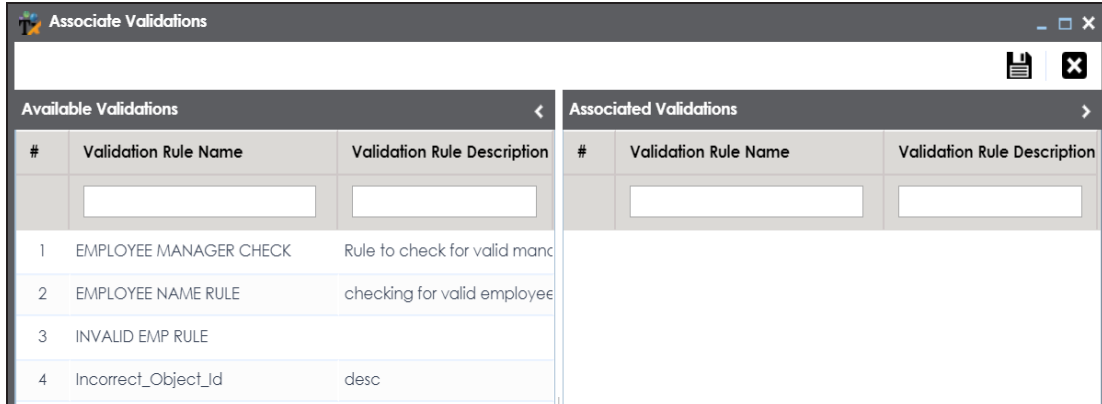 Associate Validations
Available Validations
Associated Validations
# Validation Rule Name Validation Rule Description # Validation Rule Name Validation Rule Description
1 EMPLOYEE MANAGER CHECK Rule to check for valid mana
2 EMPLOYEE NAME RULE checking for valid employee
3 INVALID EMP RULE
4 Incorrect_Object_Id desc